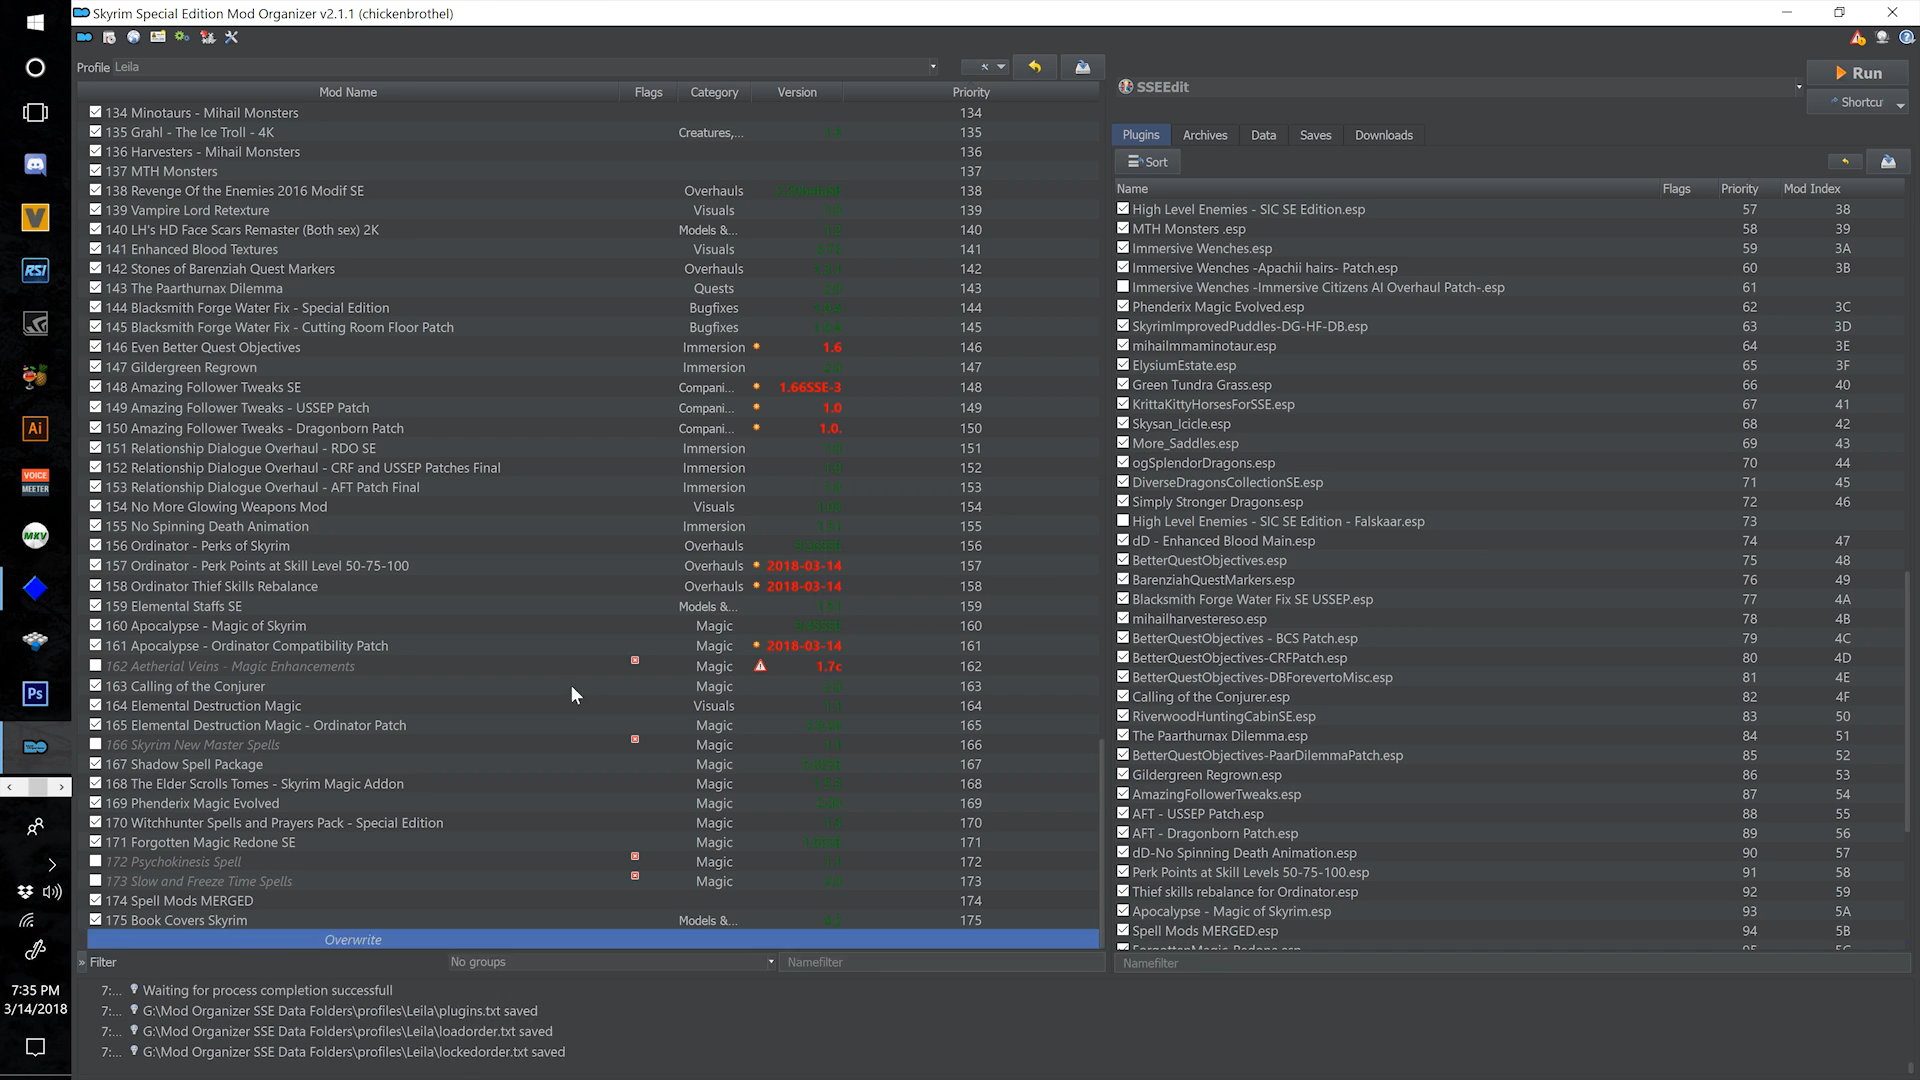 Skyrim Special Edition Mod Organizer v2.1.1 (chickenbrothel)
Profile Leila
Mod Name Flags Category Version Priority
134 Minotaurs - Mihail Monsters 134
135 Grahl - The Ice Troll - 4K Creatures,... 135
136 Harvesters - Mihail Monsters 136
137 MTH Monsters 137
138 Revenge Of the Enemies 2016 Modif SE Overhauls 138
139 Vampire Lord Retexture Visuals 139
140 LH's HD Face Scars Remaster (Both sex) 2K Models &... 140
141 Enhanced Blood Textures Visuals 141
142 Stones of Barenziah Quest Markers Overhauls 142
143 The Paarthurnax Dilemma Quests 143
144 Blacksmith Forge Water Fix - Special Edition Bugfixes 144
145 Blacksmith Forge Water Fix - Cutting Room Floor Patch Bugfixes 145
146 Even Better Quest Objectives Immersion 1.6 146
147 Gildergreen Regrown Immersion 147
148 Amazing Follower Tweaks SE Compani... 1.66SSE-3 148
149 Amazing Follower Tweaks - USSEP Patch Compani... 1.0 149
150 Amazing Follower Tweaks - Dragonborn Patch Compani... 1.0. 150
151 Relationship Dialogue Overhaul - RDO SE Immersion 151
152 Relationship Dialogue Overhaul - CRF and USSEP Patches Final Immersion 152
153 Relationship Dialogue Overhaul - AFT Patch Final Immersion 153
154 No More Glowing Weapons Mod Visuals 154
155 No Spinning Death Animation Immersion 155
156 Ordinator - Perks of Skyrim Overhauls 156
157 Ordinator - Perk Points at Skill Level 50-75-100 Overhauls 2018-03-14 157
158 Ordinator Thief Skills Rebalance Overhauls 2018-03-14 158
159 Elemental Staffs SE Models &... 159
160 Apocalypse - Magic of Skyrim Magic 160
161 Apocalypse - Ordinator Compatibility Patch Magic 2018-03-14 161
162 Aetherial Veins - Magic Enhancements Magic 1.7c 162
163 Calling of the Conjurer Magic 163
164 Elemental Destruction Magic Visuals 164
165 Elemental Destruction Magic - Ordinator Patch Magic 165
166 Skyrim New Master Spells Magic 166
167 Shadow Spell Package Magic 167
168 The Elder Scrolls Tomes - Skyrim Magic Addon Magic 168
169 Phenderix Magic Evolved Magic 169
170 Witchhunter Spells and Prayers Pack - Special Edition Magic 170
171 Forgotten Magic Redone SE Magic 171
172 Psychokinesis Spell Magic 172
173 Slow and Freeze Time Spells Magic 173
174 Spell Mods MERGED 174
175 Book Covers Skyrim Models &... 175
Overwrite
» Filter No groups Namefilter
7:... Waiting for process completion successfull
7:... G:\Mod Organizer SSE Data Folders\profiles\Leila\plugins.txt saved
7:... G:\Mod Organizer SSE Data Folders\profiles\Leila\loadorder.txt saved
7:... G:\Mod Organizer SSE Data Folders\profiles\Leila\lockedorder.txt saved
SSEEdit
Run
Shortcu
Plugins Archives Data Saves Downloads
Sort
Name Flags Priority Mod Index
High Level Enemies - SIC SE Edition.esp 57 38
MTH Monsters .esp 58 39
Immersive Wenches.esp 59 3A
Immersive Wenches -Apachii hairs- Patch.esp 60 3B
Immersive Wenches -Immersive Citizens AI Overhaul Patch-.esp 61
Phenderix Magic Evolved.esp 62 3C
SkyrimImprovedPuddles-DG-HF-DB.esp 63 3D
mihailmmaminotaur.esp 64 3E
ElysiumEstate.esp 65 3F
Green Tundra Grass.esp 66 40
KrittaKittyHorsesForSSE.esp 67 41
Skysan_Icicle.esp 68 42
More_Saddles.esp 69 43
ogSplendorDragons.esp 70 44
DiverseDragonsCollectionSE.esp 71 45
Simply Stronger Dragons.esp 72 46
High Level Enemies - SIC SE Edition - Falskaar.esp 73
dD - Enhanced Blood Main.esp 74 47
BetterQuestObjectives.esp 75 48
BarenziahQuestMarkers.esp 76 49
Blacksmith Forge Water Fix SE USSEP.esp 77 4A
mihailharvestereso.esp 78 4B
BetterQuestObjectives - BCS Patch.esp 79 4C
BetterQuestObjectives-CRFPatch.esp 80 4D
BetterQuestObjectives-DBForevertoMisc.esp 81 4E
Calling of the Conjurer.esp 82 4F
RiverwoodHuntingCabinSE.esp 83 50
The Paarthurnax Dilemma.esp 84 51
BetterQuestObjectives-PaarDilemmaPatch.esp 85 52
Gildergreen Regrown.esp 86 53
AmazingFollowerTweaks.esp 87 54
AFT - USSEP Patch.esp 88 55
AFT - Dragonborn Patch.esp 89 56
dD-No Spinning Death Animation.esp 90 57
Perk Points at Skill Levels 50-75-100.esp 91 58
Thief skills rebalance for Ordinator.esp 92 59
Apocalypse - Magic of Skyrim.esp 93 5A
Spell Mods MERGED.esp 94 5B
Namefilter
RSI
Ai
VOICE
MEETER
MKV
Ps
7:35 PM
3/14/2018